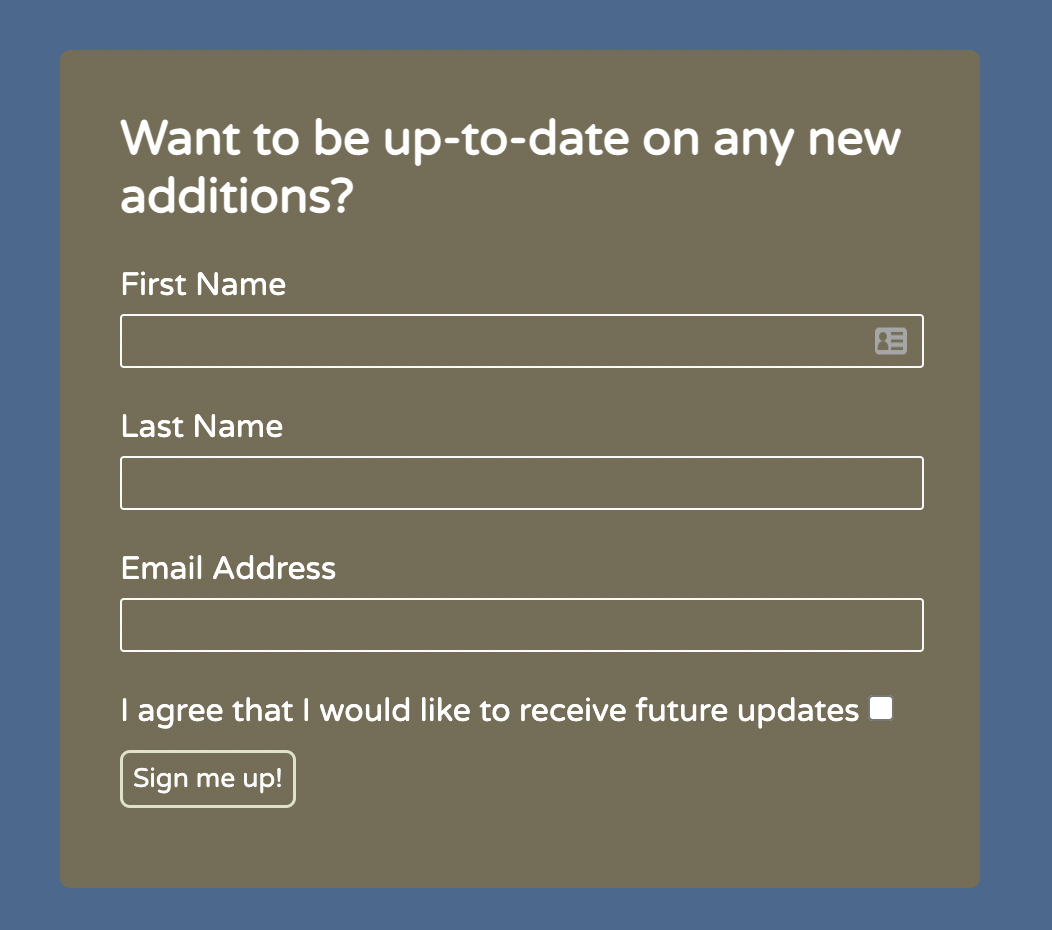 Want to be up-to-date on any new
additions?
First Name
Last Name
Email Address
I agree that I would like to receive future updates
Sign me up!